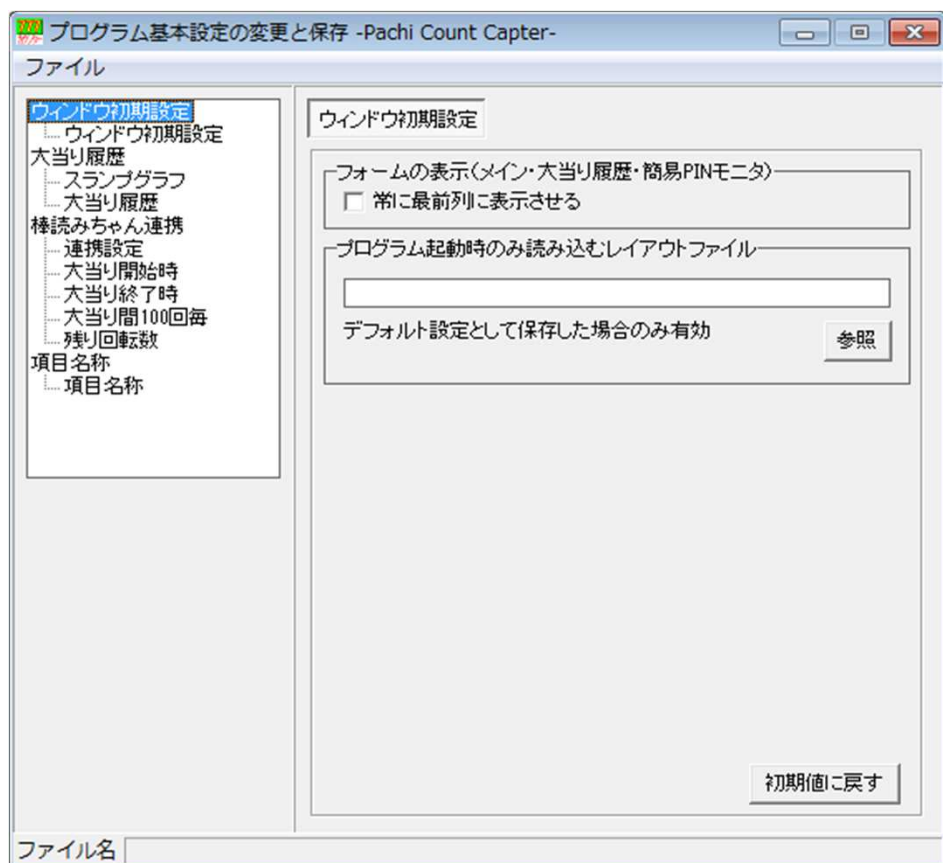 プログラム基本設定の変更と保存 -Pachi Count Capter-
ファイル
ウィンドウ初期設定
ウィンドウ初期設定
大当り履歴
スランプグラフ
大当り履歴
棒読みちゃん連携
連携設定
大当り開始時
大当り終了時
大当り間100回毎
残り回転数
項目名称
項目名称
ウィンドウ初期設定
フォームの表示(メイン・大当り履歴・簡易PINモニタ)
常に最前列に表示させる
プログラム起動時のみ読み込むレイアウトファイル
デフォルト設定として保存した場合のみ有効
参照
初期値に戻す
ファイル名